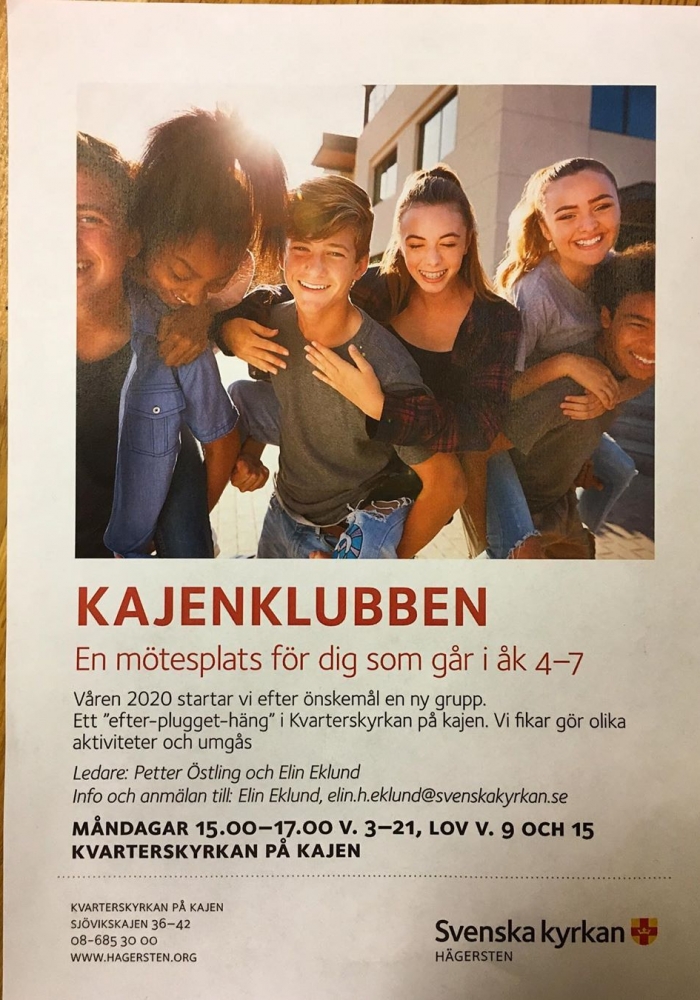 KAJENKLUBBEN
En mötesplats för dig som går i åk 4–7
Våren 2020 startar vi efter önskemål en ny grupp.
Ett ”efter-plugget-häng” i Kvarterskyrkan på kajen. Vi fikar gör olika
aktiviteter och umgås
Ledare: Petter Östling och Elin Eklund
Info och anmälan till: Elin Eklund, elin.h.eklund@svenskakyrkan.se
MÅNDAGAR 15.00–17.00 V. 3–21, LOV V. 9 OCH 15
KVARTERSKYRKAN PÅ KAJEN
KVARTERSKYRKAN PÅ KAJEN
SJÖVIKSKAJEN 36–42
08-685 30 00
WWW.HAGERSTEN.ORG
Svenska kyrkan
HÄGERSTEN